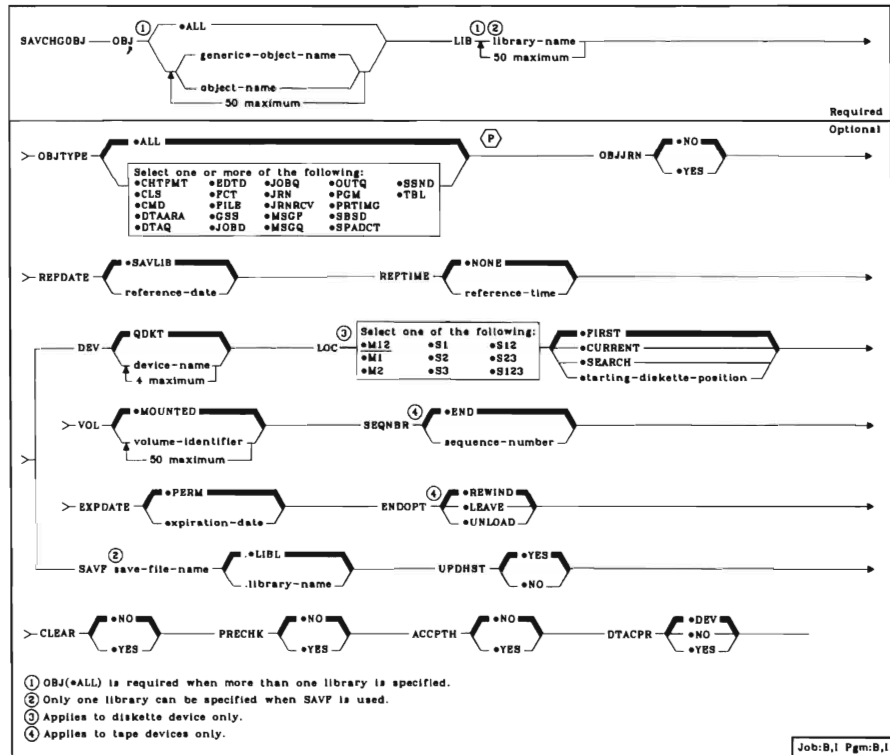 ①
•ALL
SAVCHGOBJ OBJ
generic•-object-name
object-name
50 maximum
LIB ① ② library-name
50 maximum
Required
Optional
OBJTYPE
•ALL
P
Select one or more of the following:
•CHTFMT •EDTD •JOBQ •OUTQ •SSND
•CLS •FCT •JRN •PGM •TBL
•CMD •FILE •JRNRCV •PRTIMG
•DTAARA •GSS •MSGF •SBSD
•DTAQ •JOBD •MSGQ •SPADCT
OBJJRN
•NO
•YES
REFDATE
•SAVLIB
reference-date
REFTIME
•NONE
reference-time
DEV
QDKT
device-name
4 maximum
LOC ③
Select one of the following:
•M12 •S1 •S12
•M1 •S2 •S23
•M2 •S3 •S123
•FIRST
•CURRENT
•SEARCH
starting-diskette-position
VOL
•MOUNTED
volume-identifier
50 maximum
SEQNBR ④
•END
sequence-number
EXPDATE
•PERM
expiration-date
ENDOPT ④
•REWIND
•LEAVE
•UNLOAD
SAVF ② save-file-name
.•LIBL
.library-name
UPDHST
•YES
•NO
CLEAR
•NO
•YES
PRECHK
•NO
•YES
ACCPTH
•NO
•YES
DTACPR
•DEV
•NO
•YES
① OBJ(•ALL) is required when more than one library is specified.
② Only one library can be specified when SAVF is used.
③ Applies to diskette device only.
④ Applies to tape devices only.
Job:B,I Pgm:B,I